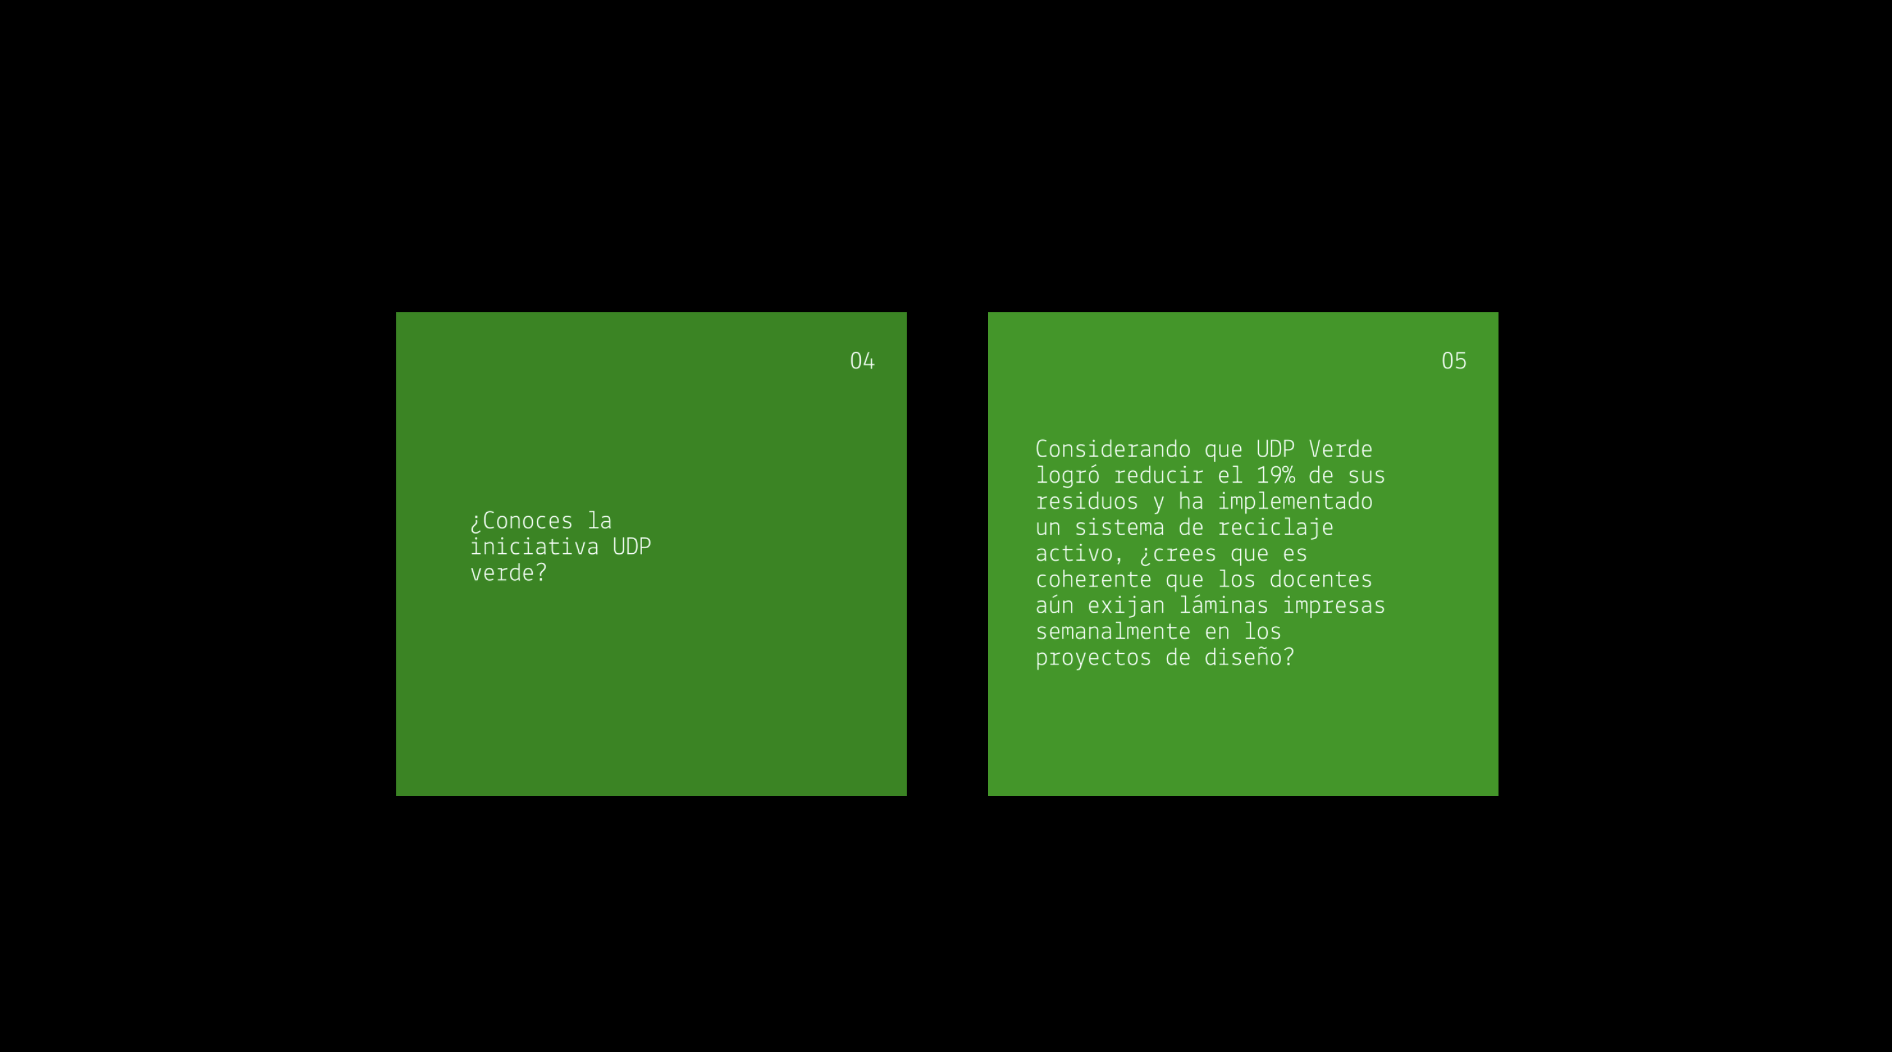 04
¿Conoces la
iniciativa UDP
verde?
05
Considerando que UDP Verde
logró reducir el 19% de sus
residuos y ha implementado
un sistema de reciclaje
activo, ¿crees que es
coherente que los docentes
aún exijan láminas impresas
semanalmente en los
proyectos de diseño?